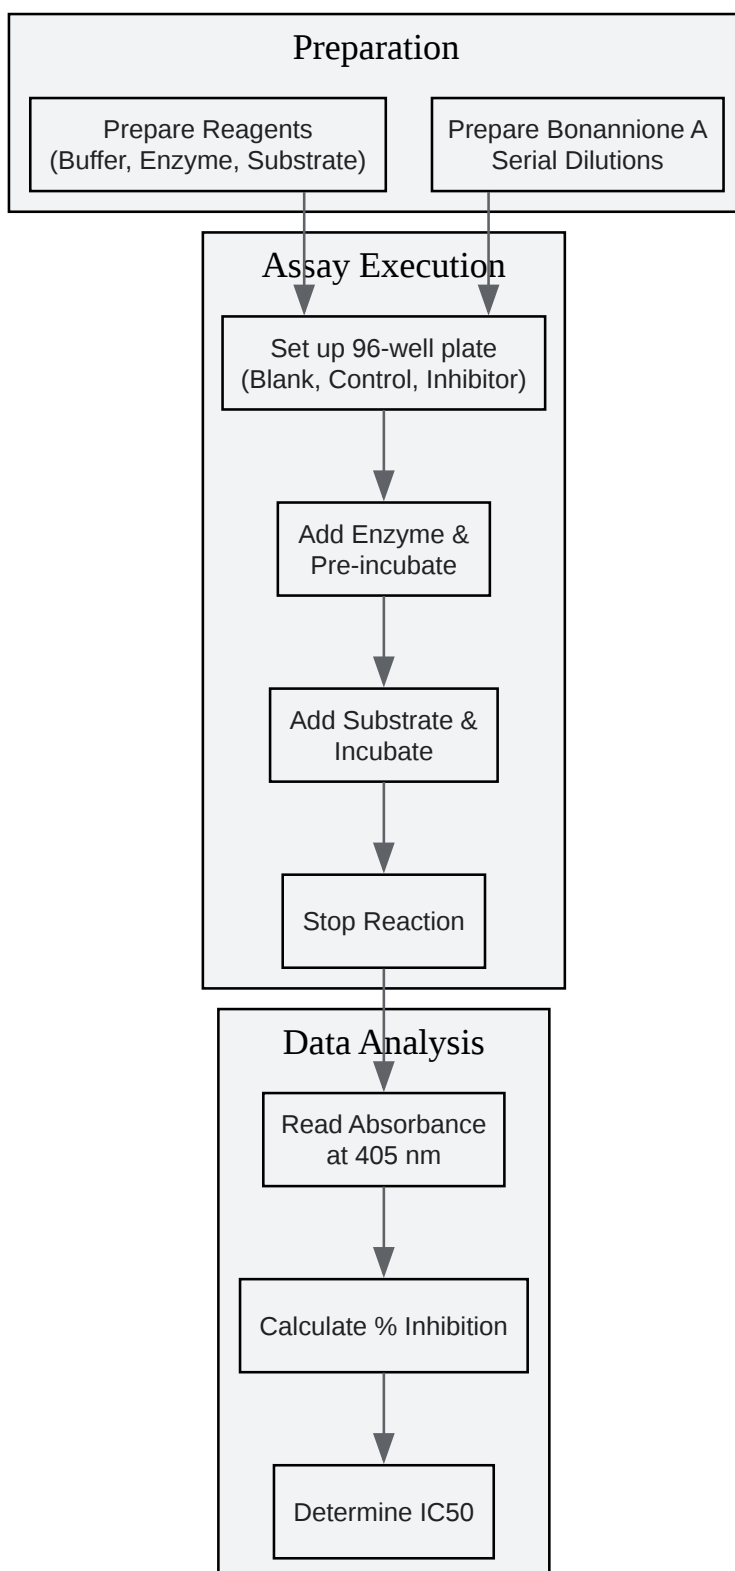 Preparation
Prepare Reagents
(Buffer, Enzyme, Substrate)
Prepare Bonannione A
Serial Dilutions
Assay Execution
Set up 96-well plate
(Blank, Control, Inhibitor)
Add Enzyme &
Pre-incubate
Add Substrate &
Incubate
Stop Reaction
Data Analysis
Read Absorbance
at 405 nm
Calculate % Inhibition
Determine IC50